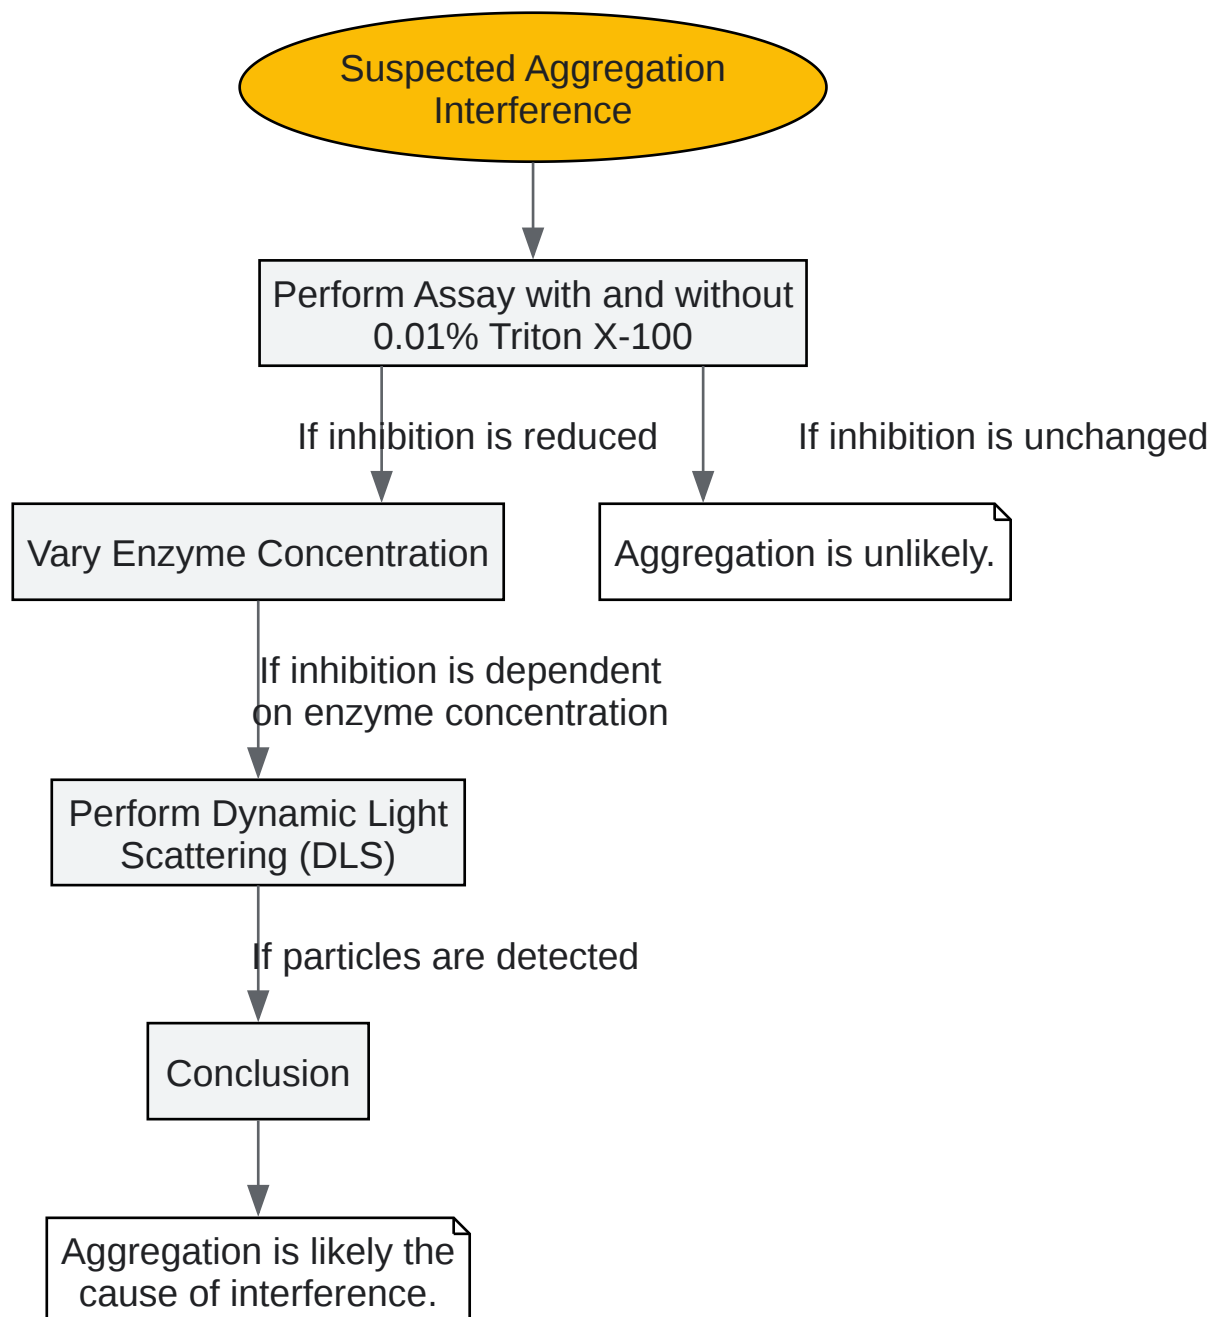 Suspected Aggregation
Interference
Perform Assay with and without
0.01% Triton X-100
If inhibition is reduced
If inhibition is unchanged
Vary Enzyme Concentration
Aggregation is unlikely.
If inhibition is dependent
on enzyme concentration
Perform Dynamic Light
Scattering (DLS)
If particles are detected
Conclusion
Aggregation is likely the
cause of interference.